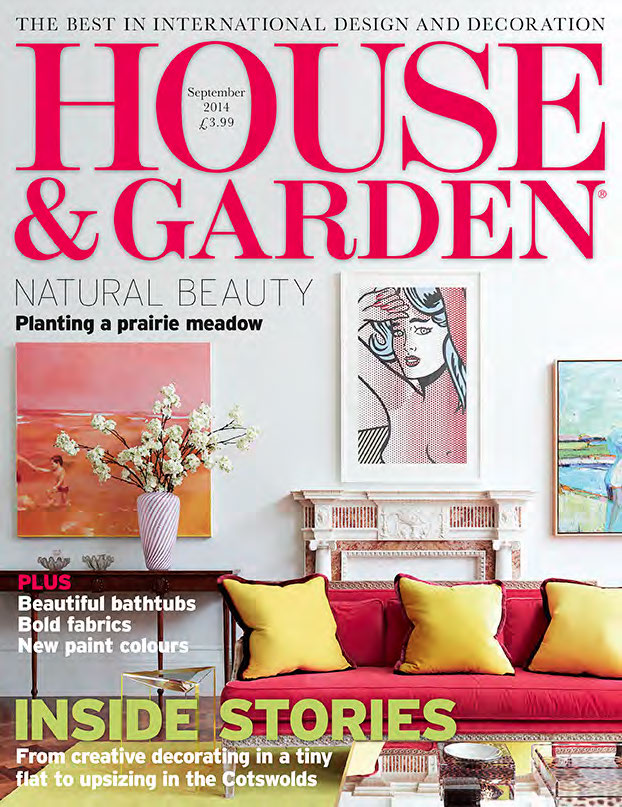 THE BEST IN INTERNATIONAL DESIGN AND DECORATION
HOUSE
September
2014
£3.99
& GARDEN®
NATURAL BEAUTY
Planting a prairie meadow
PLUS
Beautiful bathtubs
Bold fabrics
New paint colours
INSIDE STORIES
From creative decorating in a tiny
flat to upsizing in the Cotswolds